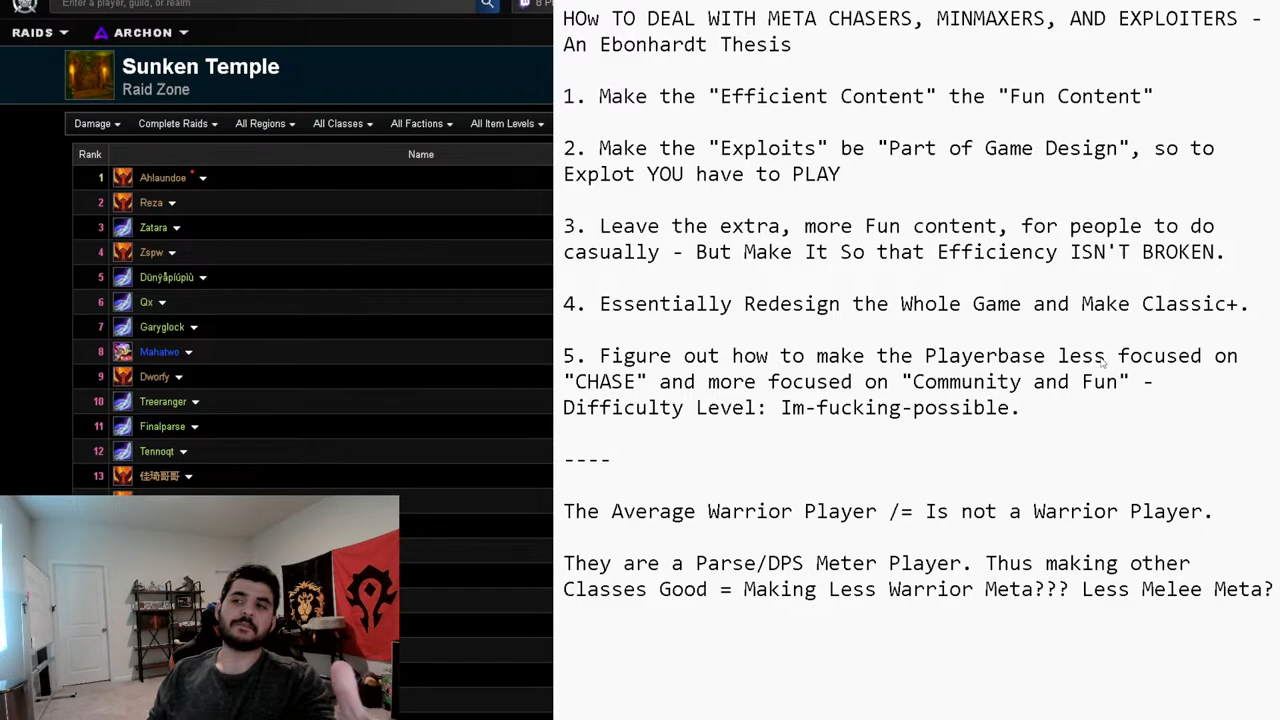 Enter a player, guild, or realm
8 P
RAIDS
ARCHON
Sunken Temple
Raid Zone
Damage
Complete Raids
All Regions
All Classes
All Factions
All Item Levels
Rank
Name
1 Ahlaundoe
2 Reza
3 Zatara
4 Zspw
5 Dûnÿåpíúpìù
6 Qx
7 Garyglock
8 Mahatwo
9 Dworfy
10 Treeranger
11 Finalparse
12 Tennoqt
13 佳琦哥哥
HOw TO DEAL WITH META CHASERS, MINMAXERS, AND EXPLOITERS -
An Ebonhardt Thesis
1. Make the "Efficient Content" the "Fun Content"
2. Make the "Exploits" be "Part of Game Design", so to
Explot YOU have to PLAY
3. Leave the extra, more Fun content, for people to do
casually - But Make It So that Efficiency ISN'T BROKEN.
4. Essentially Redesign the Whole Game and Make Classic+.
5. Figure out how to make the Playerbase less focused on
"CHASE" and more focused on "Community and Fun" -
Difficulty Level: Im-fucking-possible.
----
The Average Warrior Player /= Is not a Warrior Player.
They are a Parse/DPS Meter Player. Thus making other
Classes Good = Making Less Warrior Meta??? Less Melee Meta?